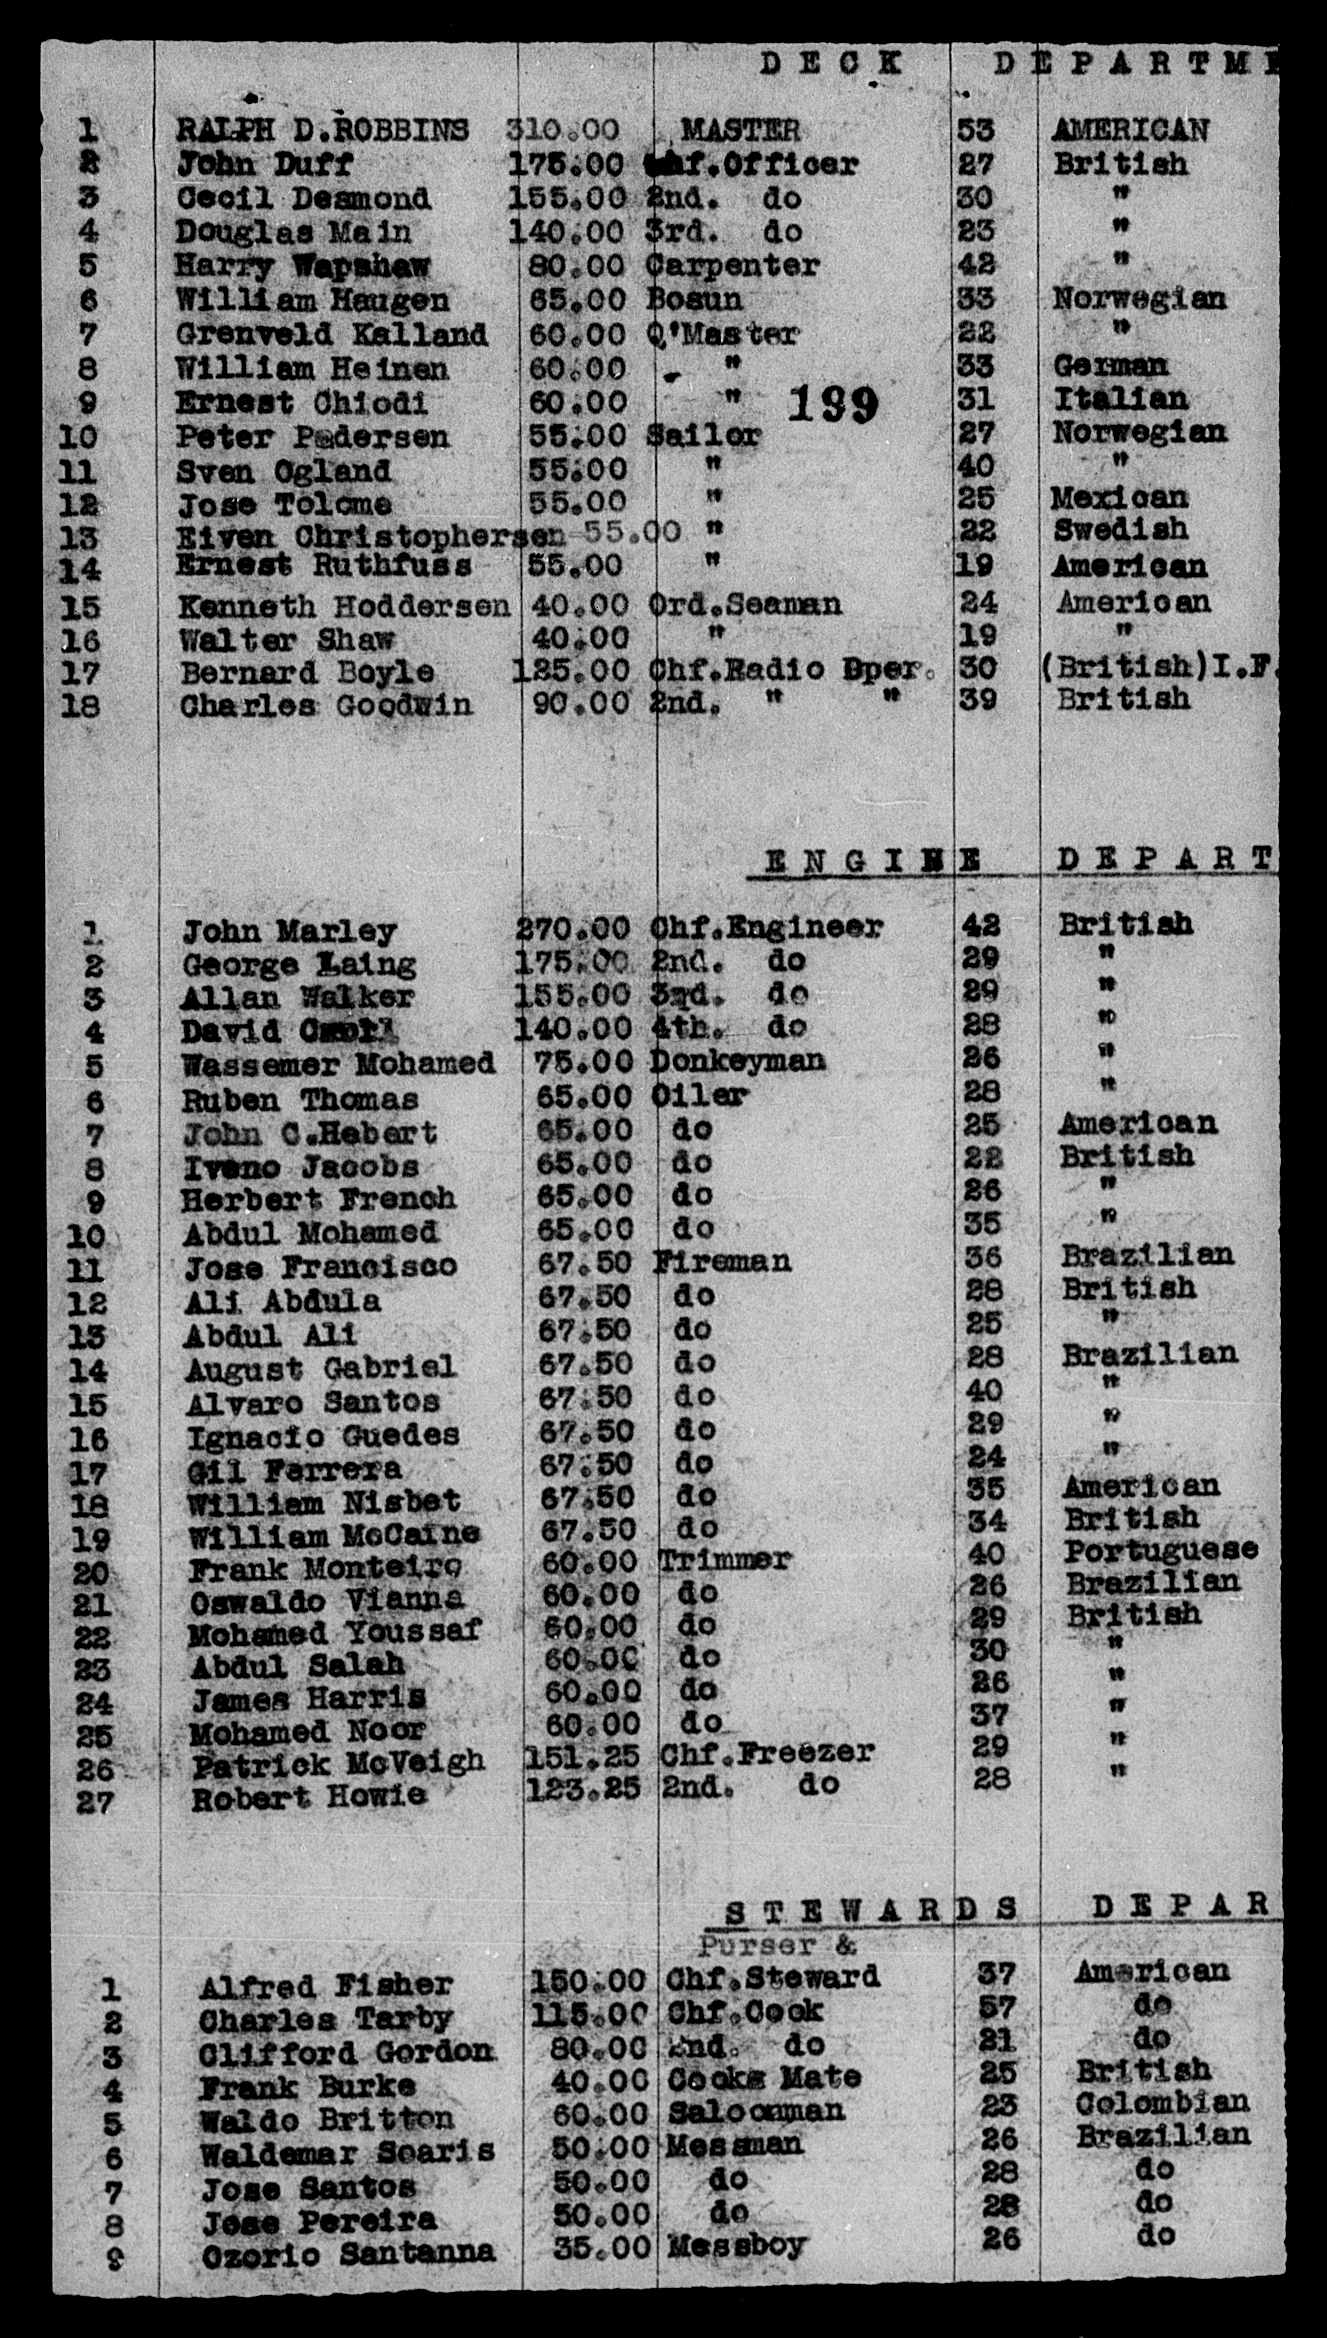 DECK DEPARTME
1 RALPH D.ROBBINS 310.00 MASTER 53 AMERICAN
2 John Duff 175.00 Chf.Officer 27 British
3 Cecil Desmond 155.00 2nd. do 30 "
4 Douglas Main 140.00 3rd. do 23 "
5 Harry Wapshaw 80.00 Carpenter 42 "
6 William Haugen 65.00 Bosun 33 Norwegian
7 Grenveld Kalland 60.00 Q'Master 22 "
8 William Heinen 60.00 " 33 German
9 Ernest Chiodi 60.00 " 199 31 Italian
10 Peter Pedersen 55.00 Sailor 27 Norwegian
11 Sven Ogland 55.00 " 40 "
12 Jose Tolome 55.00 " 25 Mexican
13 Eiven Christophersen 55.00 " 22 Swedish
14 Ernest Ruthfuss 55.00 " 19 American
15 Kenneth Hoddersen 40.00 Ord.Seaman 24 American
16 Walter Shaw 40.00 " 19 "
17 Bernard Boyle 125.00 Chf.Radio Oper. 30 (British)I.F.
18 Charles Goodwin 90.00 2nd. " " 39 British
ENGINE DEPART
1 John Marley 270.00 Chf.Engineer 42 British
2 George Laing 175.00 2nd. do 29 "
3 Allan Walker 155.00 3rd. do 29 "
4 David 140.00 4th. do 28 "
5 Wassemer Mohamed 75.00 Donkeyman 26 "
6 Ruben Thomas 65.00 Oiler 28 "
7 John C.Hebert 65.00 do 25 American
8 Iveno Jacobs 65.00 do 22 British
9 Herbert French 65.00 do 26 "
10 Abdul Mohamed 65.00 do 35 "
11 Jose Francisco 67.50 Fireman 36 Brazilian
12 Ali Abdula 67.50 do 28 British
13 Abdul Ali 67.50 do 25 "
14 August Gabriel 67.50 do 28 Brazilian
15 Alvaro Santos 67.50 do 40 "
16 Ignacio Guedes 67.50 do 29 "
17 Gil Ferrera 67.50 do 24 "
18 William Nisbet 67.50 do 35 American
19 William McCaine 67.50 do 34 British
20 Frank Monteiro 60.00 Trimmer 40 Portuguese
21 Oswaldo Vianna 60.00 do 26 Brazilian
22 Mohamed Youssaf 60.00 do 29 British
23 Abdul Salah 60.00 do 30 "
24 James Harris 60.00 do 26 "
25 Mohamed Noor 60.00 do 37 "
26 Patrick McVeigh 151.25 Chf.Freezer 29 "
27 Robert Howie 123.25 2nd. do 28 "
STEWARDS DEPAR
Purser &
1 Alfred Fisher 150.00 Chf.Steward 37 American
2 Charles Tarby 115.00 Chf.Cook 57 do
3 Clifford Gordon 80.00 2nd. do 21 do
4 Frank Burke 40.00 Cooks Mate 25 British
5 Waldo Britton 60.00 Saloonman 23 Colombian
6 Waldemar Soaris 50.00 Messman 26 Brazilian
7 Jose Santos 50.00 do 28 do
8 Jose Pereira 50.00 do 28 do
9 Ozorio Santanna 35.00 Messboy 26 do